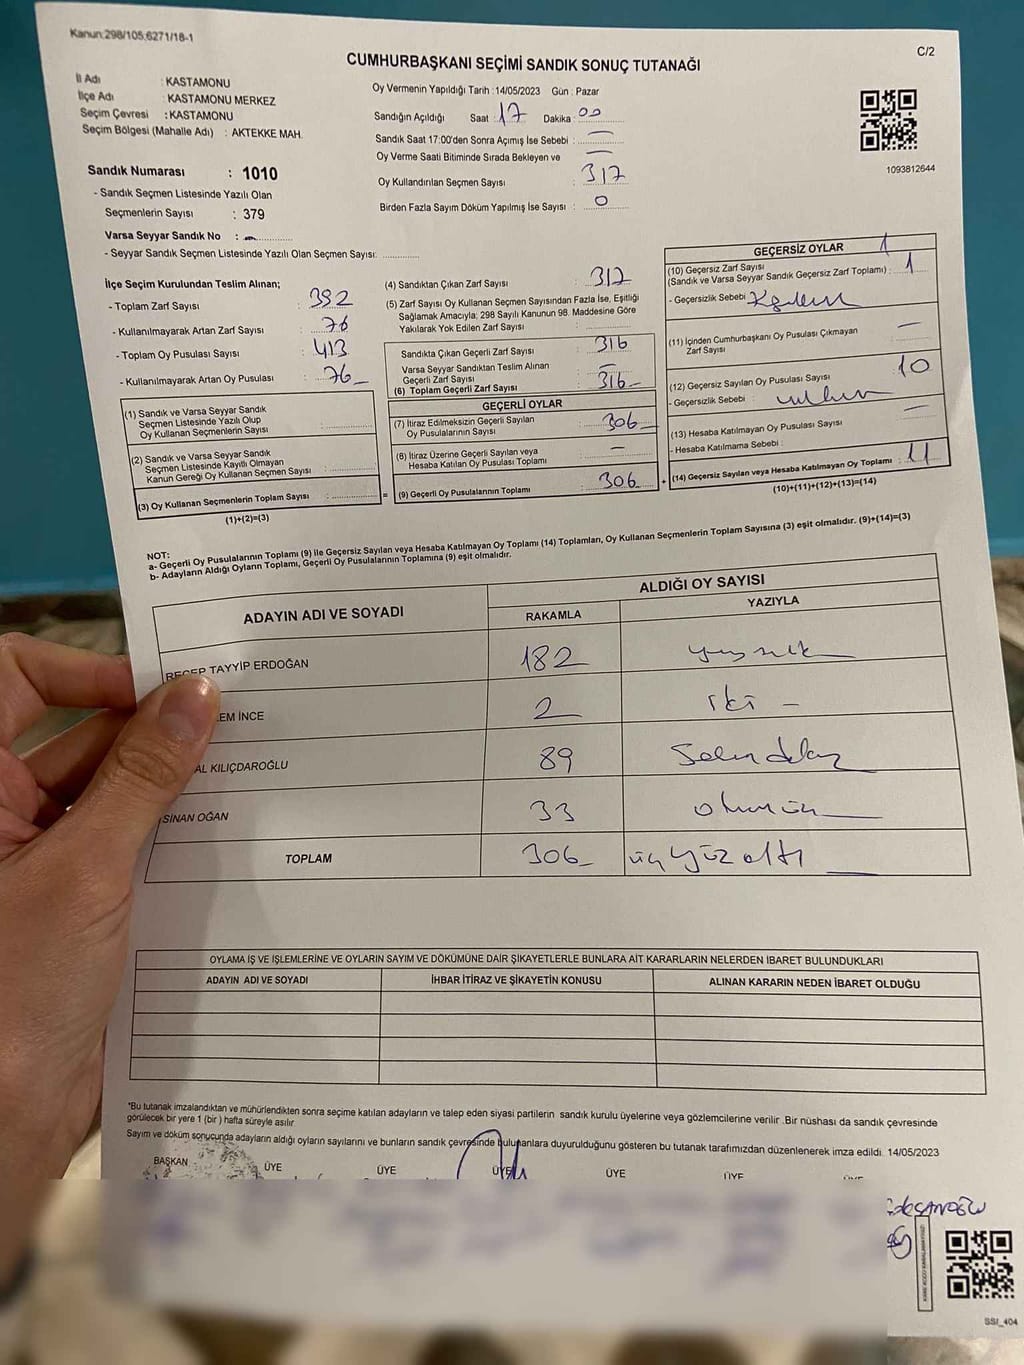 Kanun:298/105,6271/18-1
C/2
CUMHURBAŞKANI SEÇİMİ SANDIK SONUÇ TUTANAĞI
İl Adı : KASTAMONU
İlçe Adı : KASTAMONU MERKEZ
Seçim Çevresi : KASTAMONU
Seçim Bölgesi (Mahalle Adı) : AKTEKKE MAH.
Sandık Numarası : 1010
- Sandık Seçmen Listesinde Yazılı Olan
Seçmenlerin Sayısı : 379
Varsa Seyyar Sandık No :
- Seyyar Sandık Seçmen Listesinde Yazılı Olan Seçmen Sayısı:
Oy Vermenin Yapıldığı Tarih :14/05/2023 Gün : Pazar
Sandığın Açıldığı Saat : 17 Dakika : 00
Sandık Saat 17:00'den Sonra Açımış İse Sebebi : —
Oy Verme Saati Bitiminde Sırada Bekleyen ve —
Oy Kullandırılan Seçmen Sayısı : 317
Birden Fazla Sayım Döküm Yapılmış İse Sayısı : 0
1093812644
İlçe Seçim Kurulundan Teslim Alınan;
- Toplam Zarf Sayısı : 392
- Kullanılmayarak Artan Zarf Sayısı : 76
- Toplam Oy Pusulası Sayısı : 413
- Kullanılmayarak Artan Oy Pusulası : 76
(1) Sandık ve Varsa Seyyar Sandık
Seçmen Listesinde Yazılı Olup
Oy Kullanan Seçmenlerin Sayısı :
(2) Sandık ve Varsa Seyyar Sandık
Seçmen Listesinde Kayıtlı Olmayan
Kanun Gereği Oy Kullanan Seçmen Sayısı :
(3) Oy Kullanan Seçmenlerin Toplam Sayısı : =
(1)+(2)=(3)
(4) Sandıktan Çıkan Zarf Sayısı : 317
(5) Zarf Sayısı Oy Kullanan Seçmen Sayısından Fazla İse, Eşitliği
Sağlamak Amacıyla; 298 Sayılı Kanunun 98. Maddesine Göre
Yakılarak Yok Edilen Zarf Sayısı :
Sandıkta Çıkan Geçerli Zarf Sayısı : 316
Varsa Seyyar Sandıktan Teslim Alınan
Geçerli Zarf Sayısı : —
(6) Toplam Geçerli Zarf Sayısı : 316
GEÇERLİ OYLAR
(7) İtiraz Edilmeksizin Geçerli Sayılan
Oy Pusulalarının Sayısı : 306
(8) İtiraz Üzerine Geçerli Sayılan veya
Hesaba Katılan Oy Pusulası Toplamı : —
(9) Geçerli Oy Pusulalarının Toplamı : 306 +
GEÇERSİZ OYLAR 1
(10) Geçersiz Zarf Sayısı
(Sandık ve Varsa Seyyar Sandık Geçersiz Zarf Toplamı) : 1
- Geçersizlik Sebebi :
(11) İçinden Cumhurbaşkanı Oy Pusulası Çıkmayan
Zarf Sayısı : —
(12) Geçersiz Sayılan Oy Pusulası Sayısı : 10
- Geçersizlik Sebebi :
(13) Hesaba Katılmayan Oy Pusulası Sayısı : —
- Hesaba Katılmama Sebebi :
(14) Geçersiz Sayılan veya Hesaba Katılmayan Oy Toplamı : 11
(10)+(11)+(12)+(13)=(14)
NOT:
a- Geçerli Oy Pusulalarının Toplamı (9) ile Geçersiz Sayılan veya Hesaba Katılmayan Oy Toplamı (14) Toplamları, Oy Kullanan Seçmenlerin Toplam Sayısına (3) eşit olmalıdır. (9)+(14)=(3)
b- Adayların Aldığı Oyların Toplamı, Geçerli Oy Pusulalarının Toplamına (9) eşit olmalıdır.
ADAYIN ADI VE SOYADI
ALDIĞI OY SAYISI
RAKAMLA YAZIYLA
RECEP TAYYİP ERDOĞAN 182
EM İNCE 2 iki –
AL KILIÇDAROĞLU 89
SİNAN OĞAN 33
TOPLAM 306 üç yüz altı
OYLAMA İŞ VE İŞLEMLERİNE VE OYLARIN SAYIM VE DÖKÜMÜNE DAİR ŞİKAYETLERLE BUNLARA AİT KARARLARIN NELERDEN İBARET BULUNDUKLARI
ADAYIN ADI VE SOYADI İHBAR İTİRAZ VE ŞİKAYETİN KONUSU ALINAN KARARIN NEDEN İBARET OLDUĞU
*Bu tutanak imzalandıktan ve mühürlendikten sonra seçime katılan adayların ve talep eden siyasi partilerin sandık kurulu üyelerine veya gözlemcilerine verilir .Bir nüshası da sandık çevresinde
görülecek bir yere 1 (bir ) hafta süreyle asılır
Sayım ve döküm sonucunda adayların aldığı oyların sayılarını ve bunların sandık çevresinde bulunanlara duyurulduğunu gösteren bu tutanak tarafımızdan düzenlenerek imza edildi. 14/05/2023
BAŞKAN ÜYE ÜYE ÜYE ÜYE ÜYE ÜYE
SSI_404